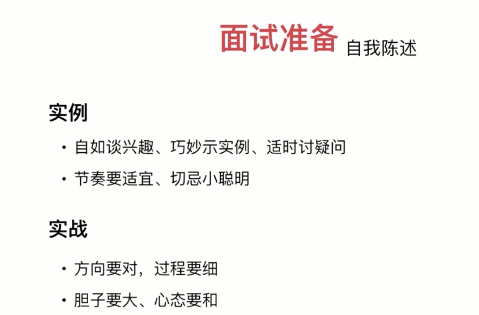 面试准备 自我陈述
实例
• 自如谈兴趣、巧妙示实例、适时讨疑问
• 节奏要适宜、切忌小聪明
实战
• 方向要对，过程要细
• 胆子要大、心态要和